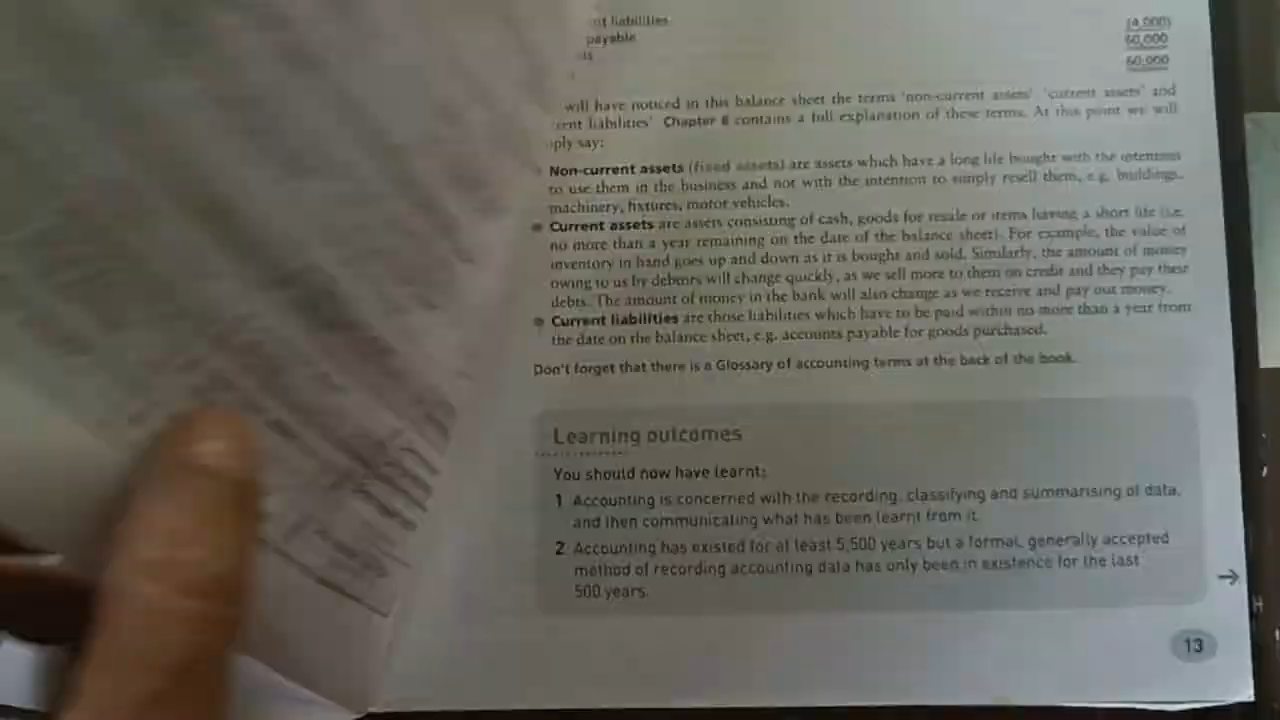 liabilities (4,000)
payable 60,000
60,000
will have noticed in this balance sheet the terms 'non-current assets' 'current assets' and
liabilities' Chapter 8 contains a full explanation of these terms. At this point we will
say:
Non-current assets (fixed assets) are assets which have a long life bought with the intention
to use them in the business and not with the intention to simply resell them, e.g. buildings,
machinery, fixtures, motor vehicles.
● Current assets are assets consisting of cash, goods for resale or items having a short life (i.e.
no more than a year remaining on the date of the balance sheet). For example, the value of
inventory in hand goes up and down as it is bought and sold. Similarly, the amount of money
owing to us by debtors will change quickly, as we sell more to them on credit and they pay their
debts. The amount of money in the bank will also change as we receive and pay out money.
● Current liabilities are those liabilities which have to be paid within no more than a year from
the date on the balance sheet, e.g. accounts payable for goods purchased.
Don't forget that there is a Glossary of accounting terms at the back of the book.
Learning outcomes
You should now have learnt:
1 Accounting is concerned with the recording, classifying and summarising of data,
and then communicating what has been learnt from it.
2 Accounting has existed for at least 5,500 years but a formal, generally accepted
method of recording accounting data has only been in existence for the last
500 years.
→
13